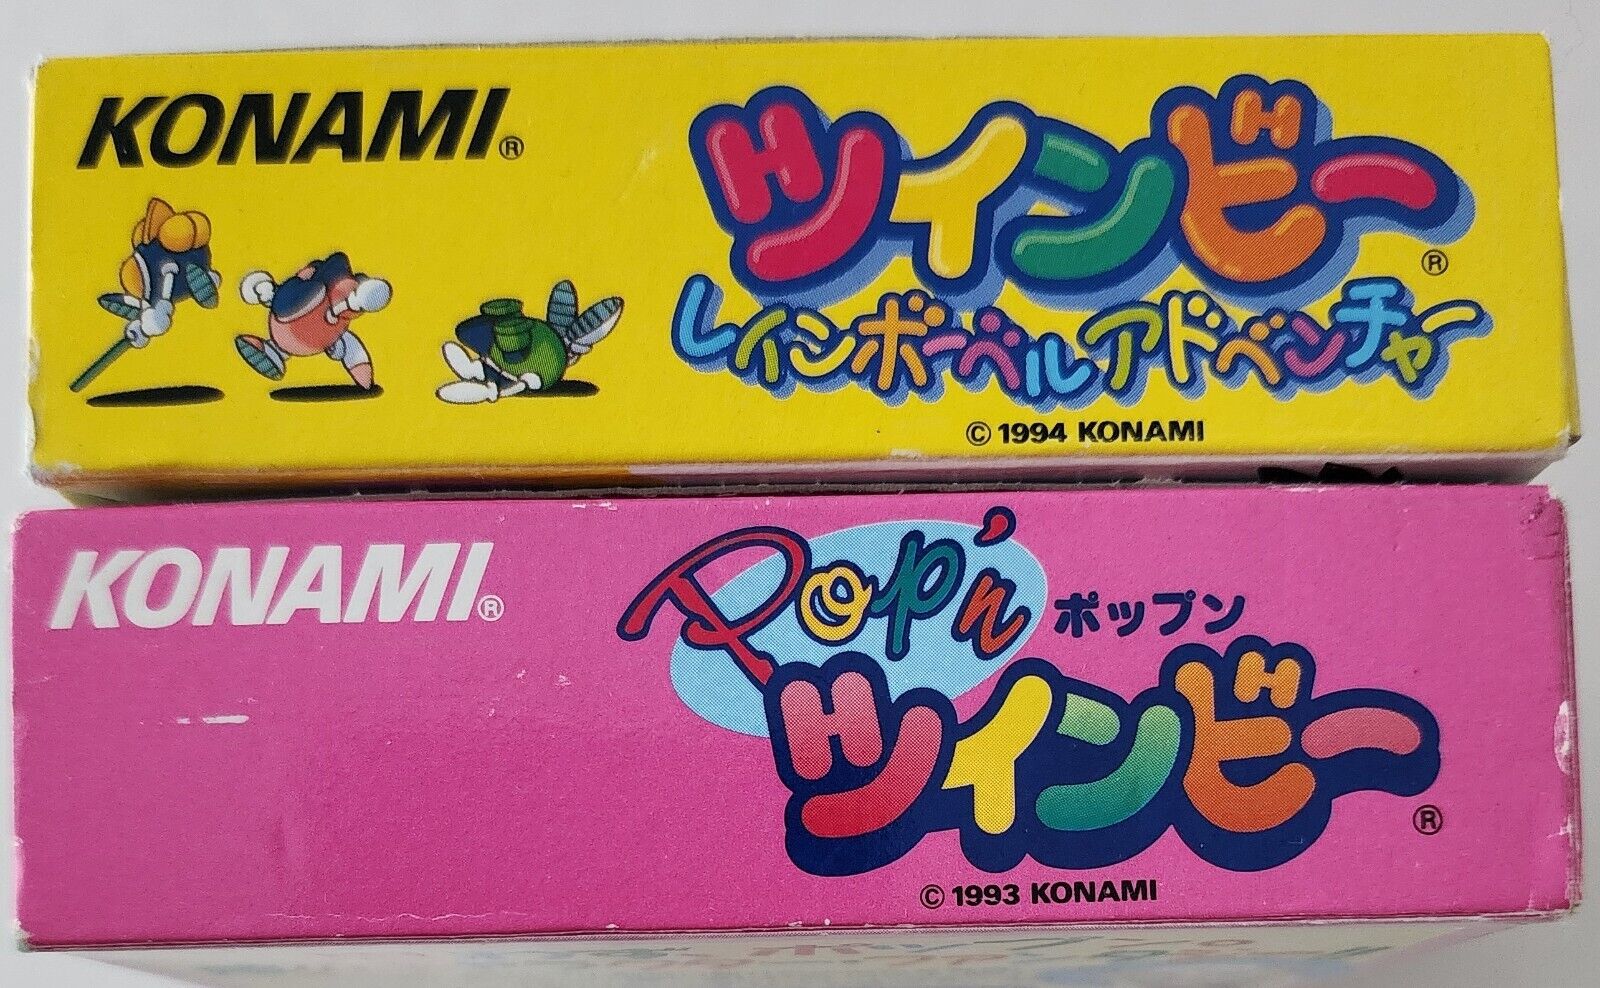 KONAMI®
ツインビー®
レインボーベルアドベンチャー
© 1994 KONAMI
KONAMI®
Pop'n ポップン
ツインビー®
© 1993 KONAMI